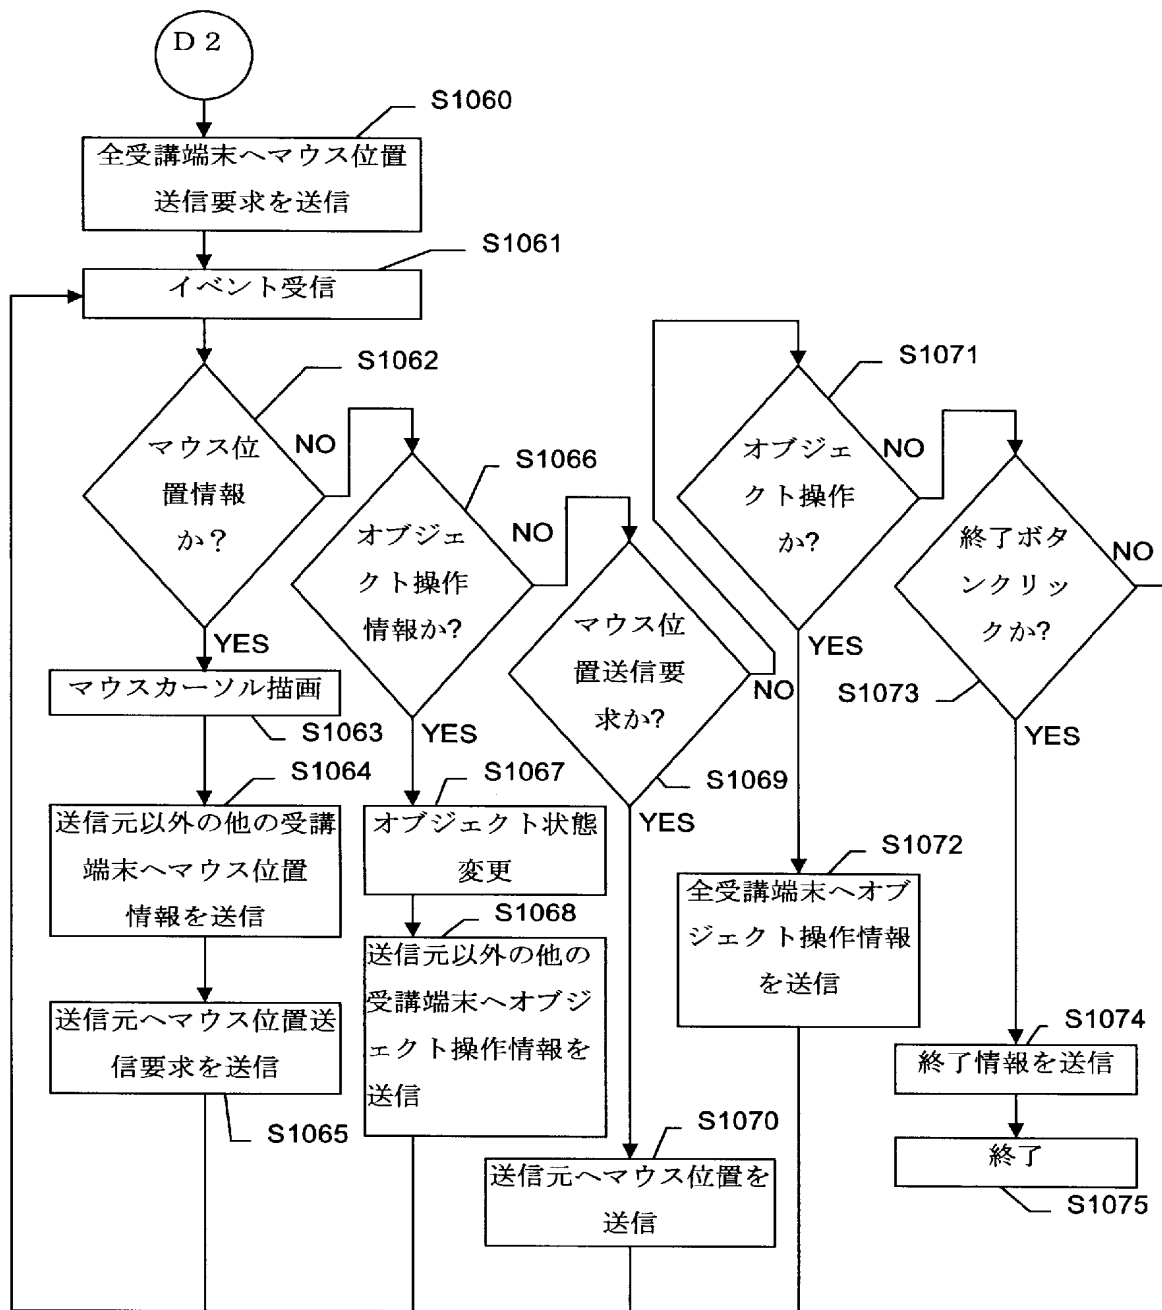 D2
S1060
全受講端末へマウス位置
送信要求を送信
S1061
イベント受信
S1062
マウス位
置情報
か?
NO
YES
マウスカーソル描画
S1063
S1064
送信元以外の他の受講
端末へマウス位置
情報を送信
送信元へマウス位置送
信要求を送信
S1065
S1066
オブジェ
クト操作
情報か?
NO
YES
S1067
オブジェクト状態
変更
S1068
送信元以外の他の
受講端末へオブジ
ェクト操作情報を
送信
マウス位
置送信要
求か?
NO
S1069
YES
S1070
送信元へマウス位置を
送信
S1071
オブジェ
クト操作
か?
NO
YES
S1072
全受講端末へオブ
ジェクト操作情報
を送信
終了ボタ
ンクリッ
クか?
NO
S1073
YES
S1074
終了情報を送信
終了
S1075